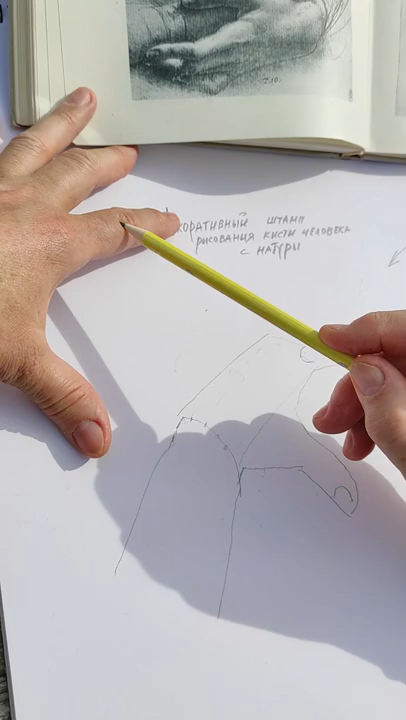 коративный штамп
рисования кисти человека
с натуры